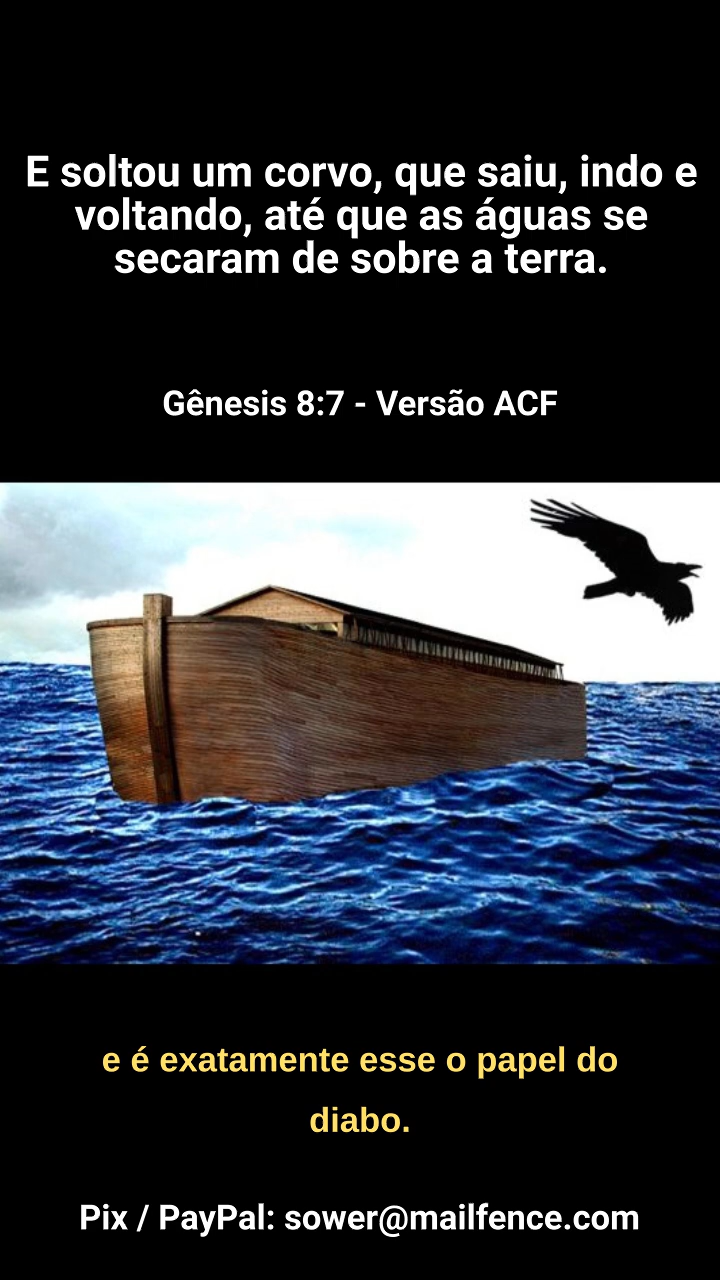 E soltou um corvo, que saiu, indo e
voltando, até que as águas se
secaram de sobre a terra.
Gênesis 8:7 - Versão ACF
e é exatamente esse o papel do
diabo.
Pix / PayPal: sower@mailfence.com